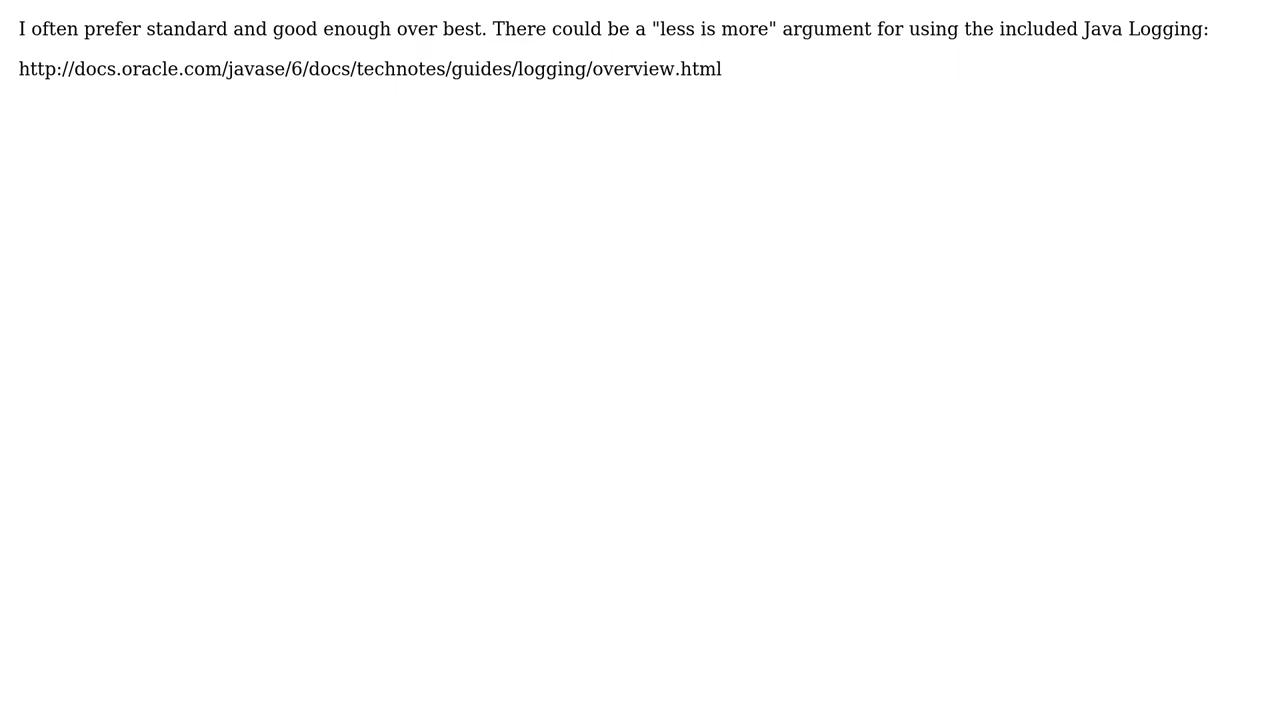 I often prefer standard and good enough over best. There could be a "less is more" argument for using the included Java Logging:
http://docs.oracle.com/javase/6/docs/technotes/guides/logging/overview.html